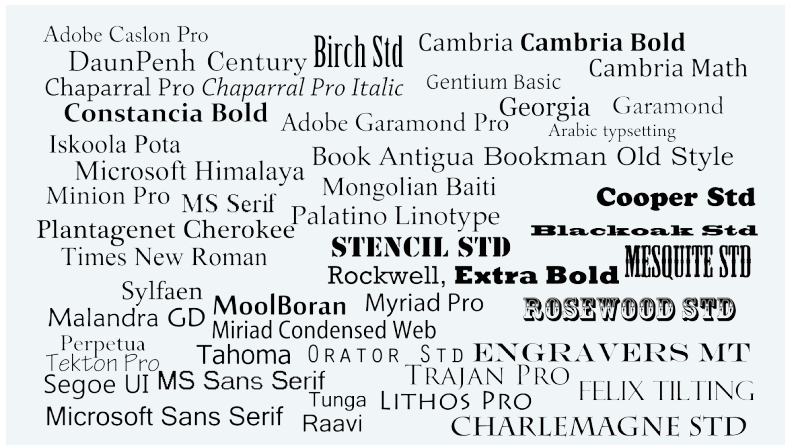 Adobe Caslon Pro
DaunPenh Century Birch Std Cambria Cambria Bold
Cambria Math
Chaparral Pro Chaparral Pro Italic Gentium Basic
Constancia Bold Adobe Garamond Pro Georgia Garamond
Arabic typsetting
Iskoola Pota
Book Antigua Bookman Old Style
Microsoft Himalaya
Mongolian Baiti
Minion Pro MS Serif Cooper Std
Palatino Linotype
Plantagenet Cherokee Blackoak Std
STENCIL STD
Times New Roman MESQUITE STD
Rockwell, Extra Bold
Sylfaen
MoolBoran Myriad Pro ROSEWOOD STD
Malandra GD
Miriad Condensed Web
Perpetua
Tekton Pro Tahoma ORATOR STD ENGRAVERS MT
Segoe UI MS Sans Serif TRAJAN PRO
FELIX TILTING
Tunga LITHOS PRO
Microsoft Sans Serif Raavi CHARLEMAGNE STD